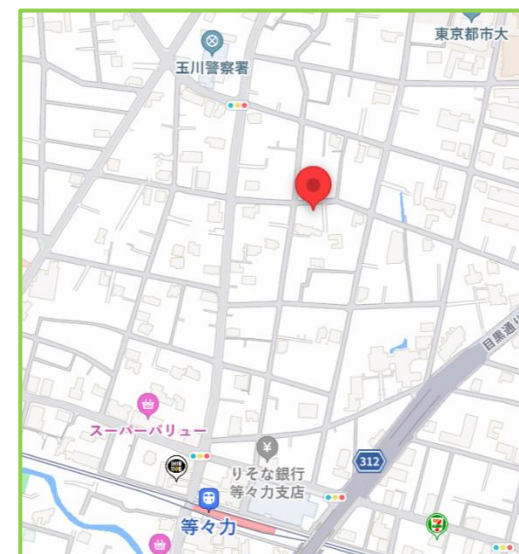 東京都市大
玉川警察署
目黒通り
スーパーバリュー
りそな銀行
等々力支店
312
等々力